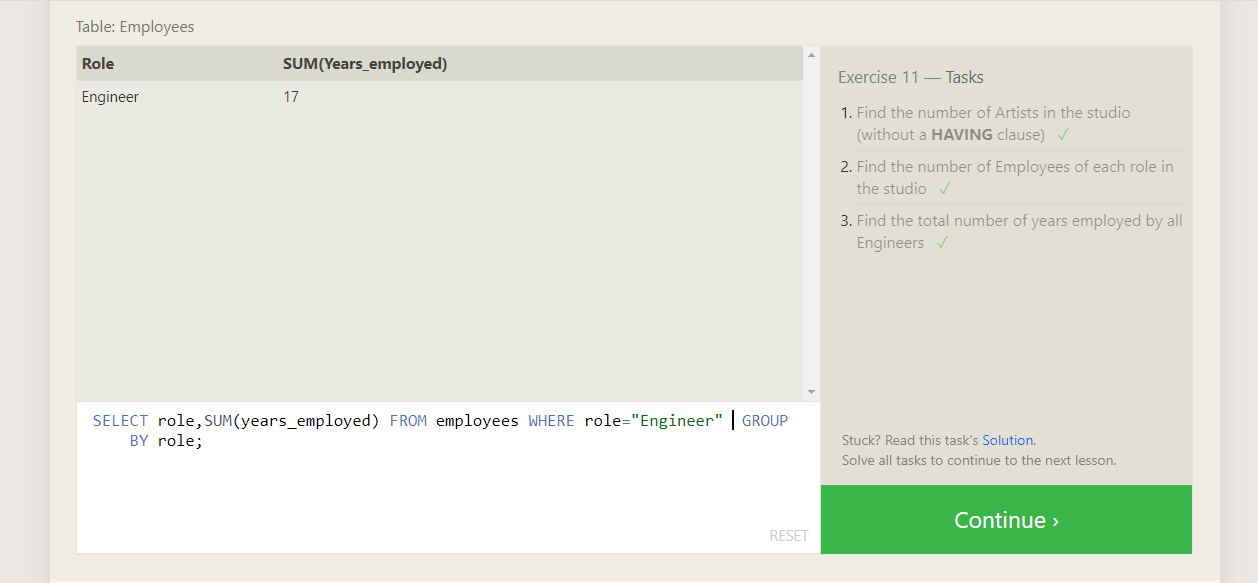 Table: Employees
Role SUM(Years_employed)
Engineer 17
SELECT role,SUM(years_employed) FROM employees WHERE role="Engineer" GROUP
BY role;
RESET
Exercise 11 — Tasks
1. Find the number of Artists in the studio
(without a HAVING clause) ✓
2. Find the number of Employees of each role in
the studio ✓
3. Find the total number of years employed by all
Engineers ✓
Stuck? Read this task's Solution.
Solve all tasks to continue to the next lesson.
Continue ›